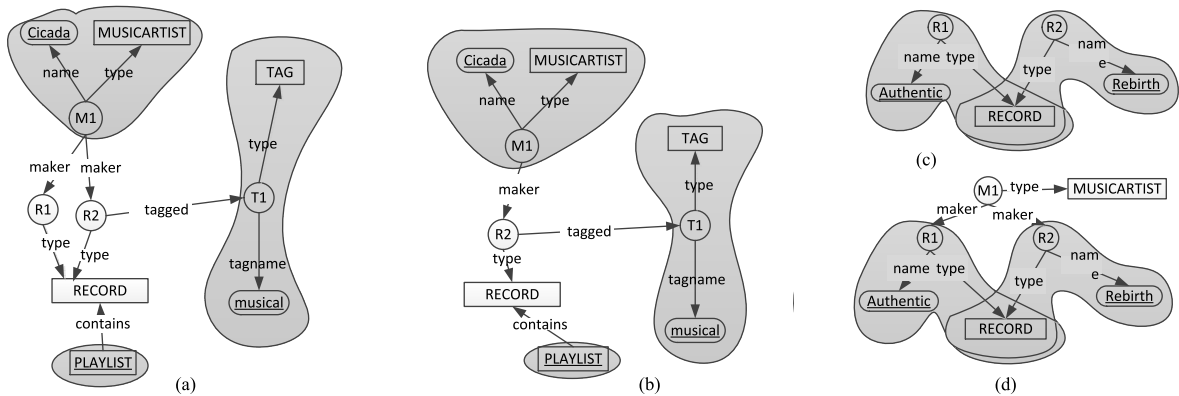 Cicada
MUSICARTIST
name
type
M1
maker
maker
R1
R2
tagged
type
type
RECORD
contains
PLAYLIST
TAG
type
T1
tagname
musical
(a)
Cicada
MUSICARTIST
name
type
M1
maker
R2
tagged
type
RECORD
contains
PLAYLIST
TAG
type
T1
tagname
musical
(b)
R1
R2
name
type
type
nam
e
Authentic
Rebirth
RECORD
(c)
M1
type
MUSICARTIST
maker
maker
R1
R2
name
type
type
nam
e
Authentic
Rebirth
RECORD
(d)